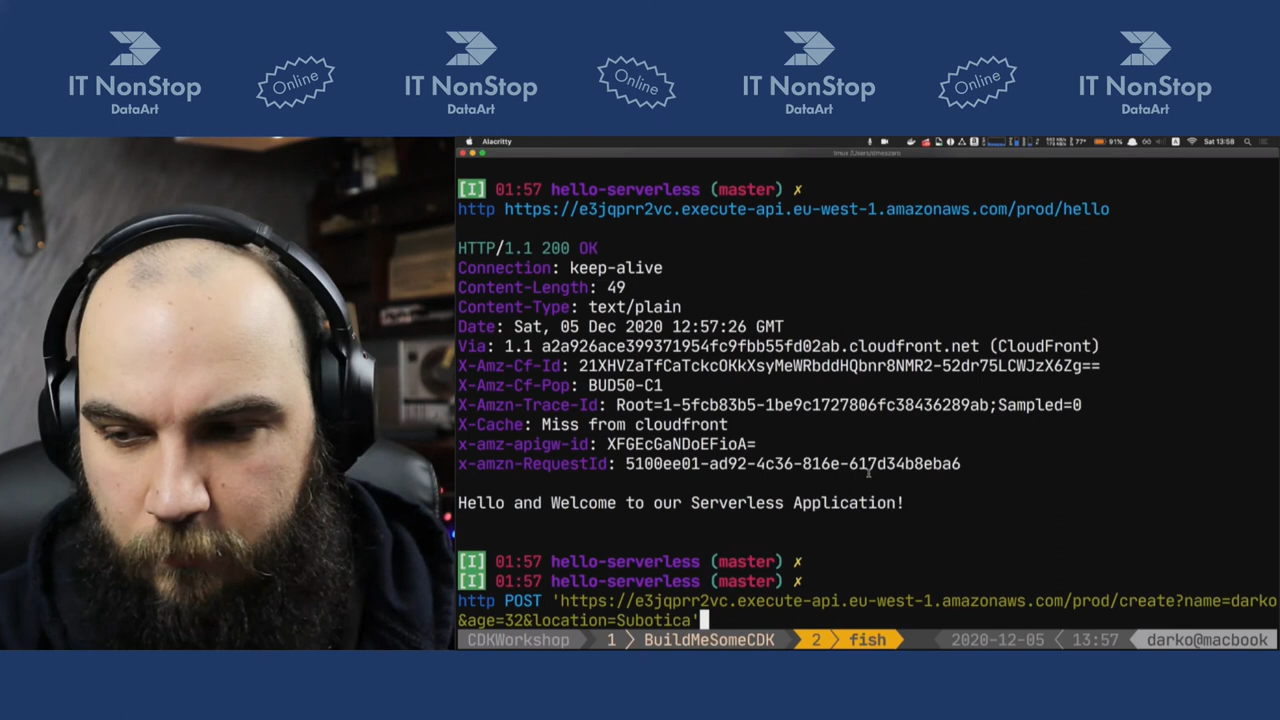 IT NonStop
DataArt
Online
IT NonStop
DataArt
Online
IT NonStop
DataArt
Online
IT NonStop
DataArt
Alacritty
91%
Sat 13:58
[I] 01:57 hello-serverless (master) ✗
http https://e3jqprr2vc.execute-api.eu-west-1.amazonaws.com/prod/hello
HTTP/1.1 200 OK
Connection: keep-alive
Content-Length: 49
Content-Type: text/plain
Date: Sat, 05 Dec 2020 12:57:26 GMT
Via: 1.1 a2a926ace399371954fc9fbb55fd02ab.cloudfront.net (CloudFront)
X-Amz-Cf-Id: 21XHVZaTfCaTckcOKkXsyMeWRbddHQbnr8NMR2-52dr75LCWJzX6Zg==
X-Amz-Cf-Pop: BUD50-C1
X-Amzn-Trace-Id: Root=1-5fcb83b5-1be9c1727806fc38436289ab;Sampled=0
X-Cache: Miss from cloudfront
x-amz-apigw-id: XFGEcGaNDoEFioA=
x-amzn-RequestId: 5100ee01-ad92-4c36-816e-617d34b8eba6
Hello and Welcome to our Serverless Application!
[I] 01:57 hello-serverless (master) ✗
[I] 01:57 hello-serverless (master) ✗
http POST 'https://e3jqprr2vc.execute-api.eu-west-1.amazonaws.com/prod/create?name=darko
&age=32&location=Subotica'
CDKWorkshop 1 BuildMeSomeCDK 2 fish 2020-12-05 13:57 darko@macbook